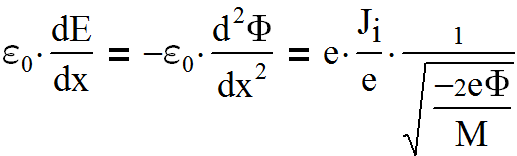 ε₀·dE/dx = −ε₀·d²Φ/dx² = e·Jᵢ/e·1/√(−2eΦ/M)